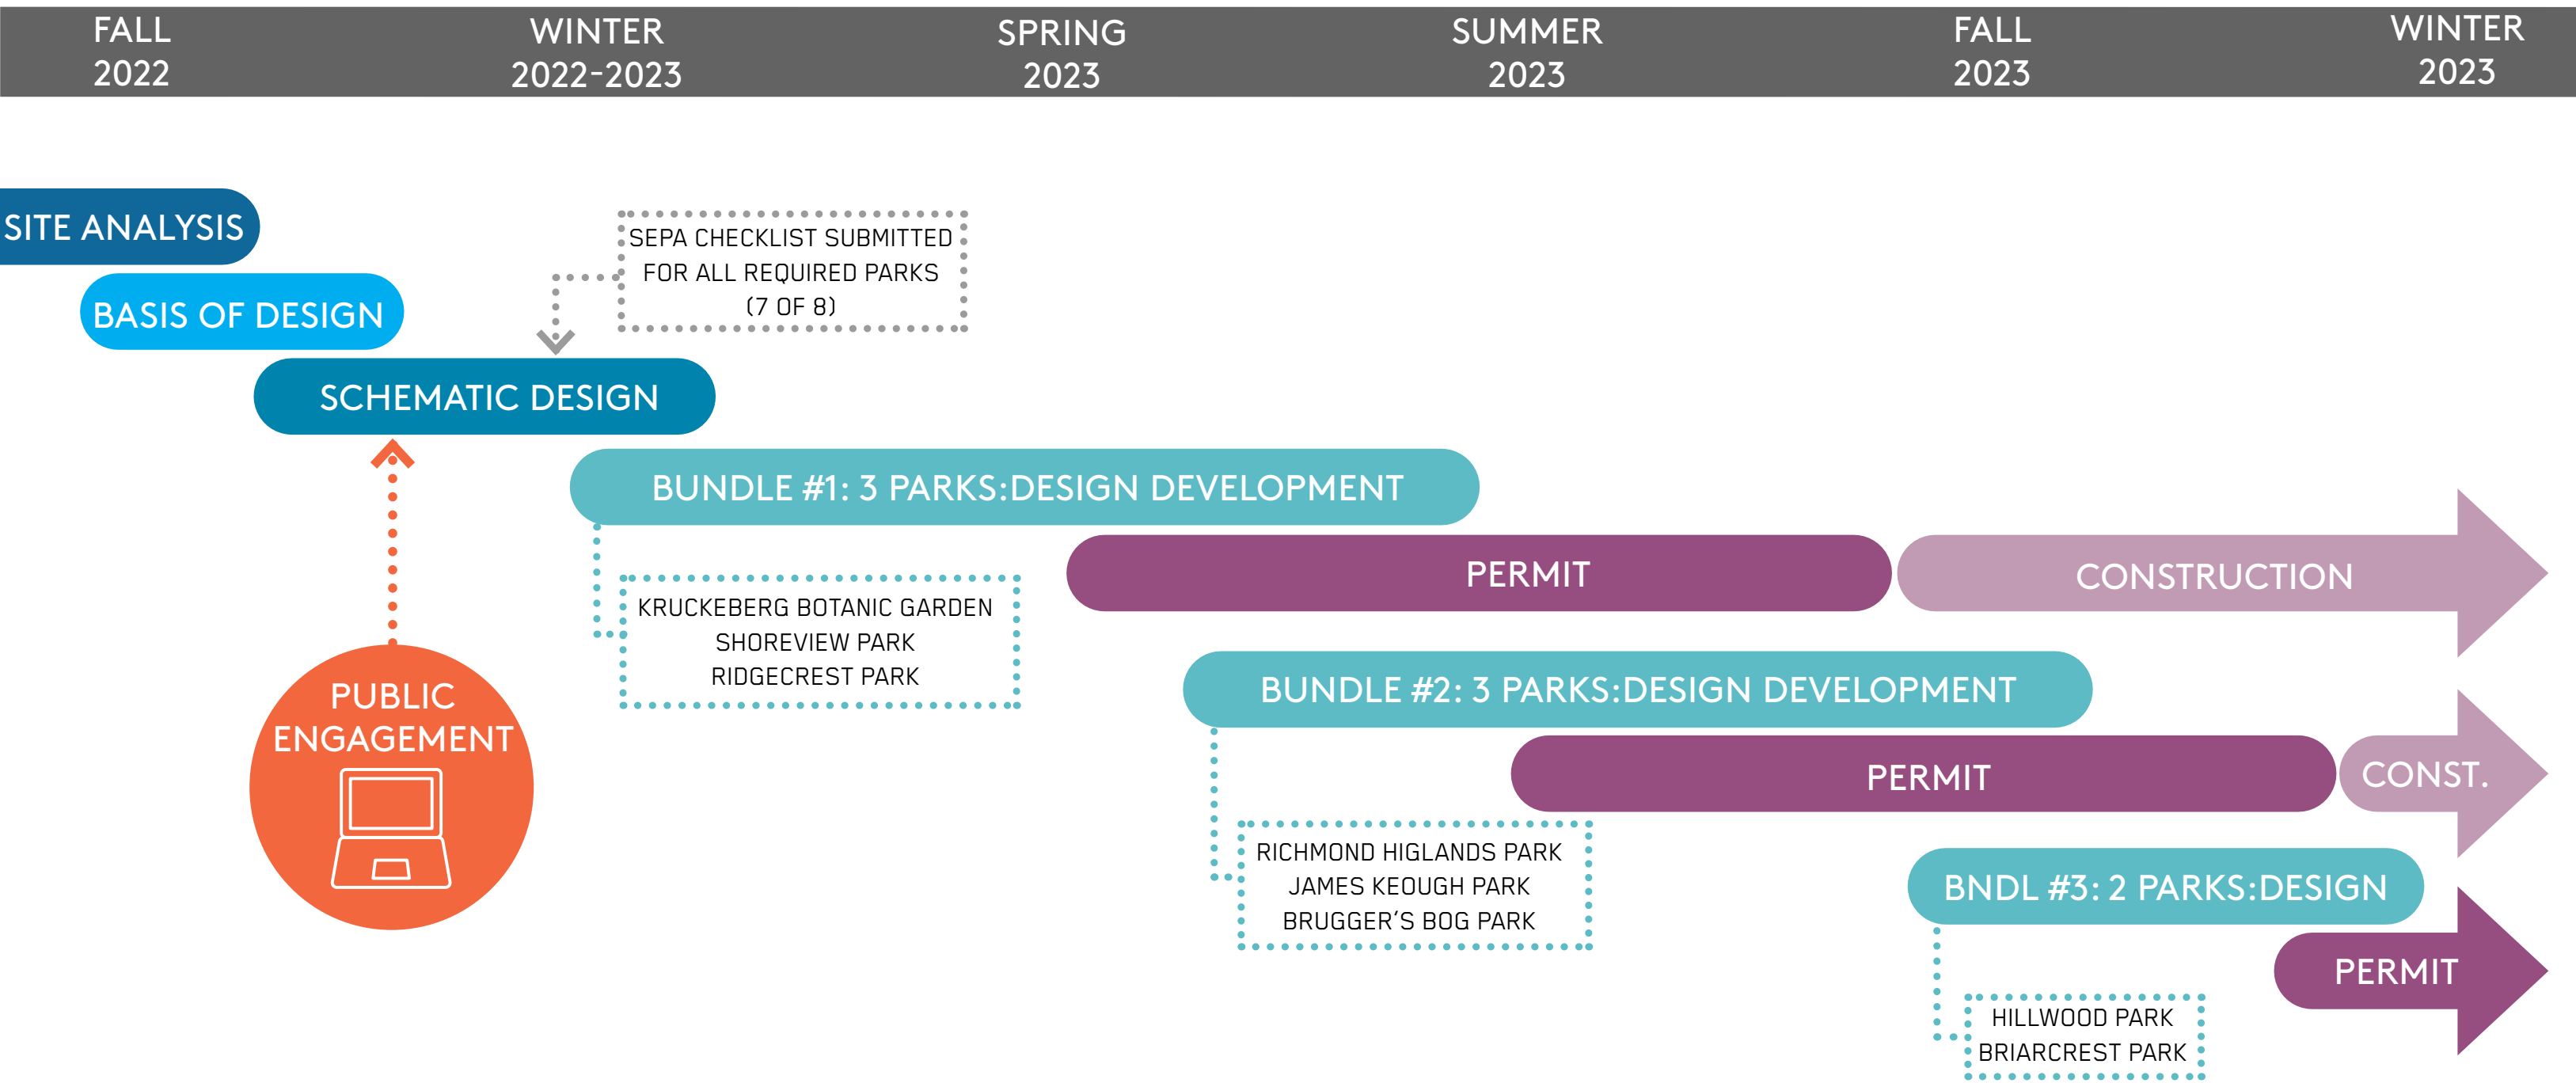 FALL
2022
WINTER
2022-2023
SPRING
2023
SUMMER
2023
FALL
2023
WINTER
2023
SITE ANALYSIS
BASIS OF DESIGN
SEPA CHECKLIST SUBMITTED
FOR ALL REQUIRED PARKS
(7 OF 8)
SCHEMATIC DESIGN
PUBLIC
ENGAGEMENT
BUNDLE #1: 3 PARKS:DESIGN DEVELOPMENT
PERMIT
CONSTRUCTION
KRUCKEBERG BOTANIC GARDEN
SHOREVIEW PARK
RIDGECREST PARK
BUNDLE #2: 3 PARKS:DESIGN DEVELOPMENT
PERMIT
CONST.
RICHMOND HIGLANDS PARK
JAMES KEOUGH PARK
BRUGGER'S BOG PARK
BNDL #3: 2 PARKS:DESIGN
PERMIT
HILLWOOD PARK
BRIARCREST PARK